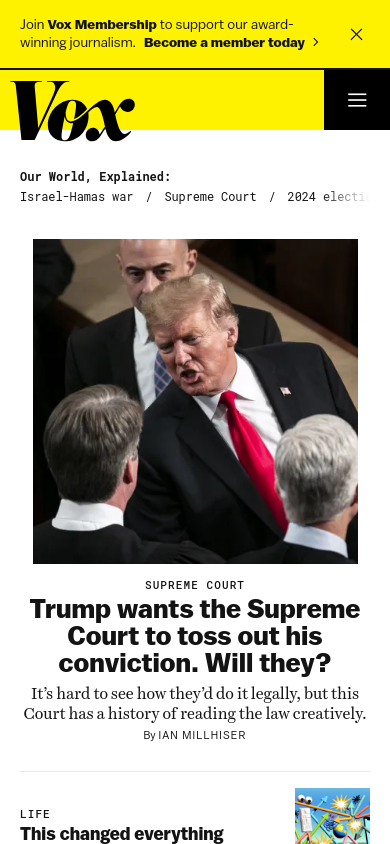 Join Vox Membership to support our award-
winning journalism. Become a member today
Vox
Our World, Explained:
Israel-Hamas war / Supreme Court / 2024 electi
SUPREME COURT
Trump wants the Supreme
Court to toss out his
conviction. Will they?
It’s hard to see how they’d do it legally, but this
Court has a history of reading the law creatively.
By IAN MILLHISER
LIFE
This changed everything